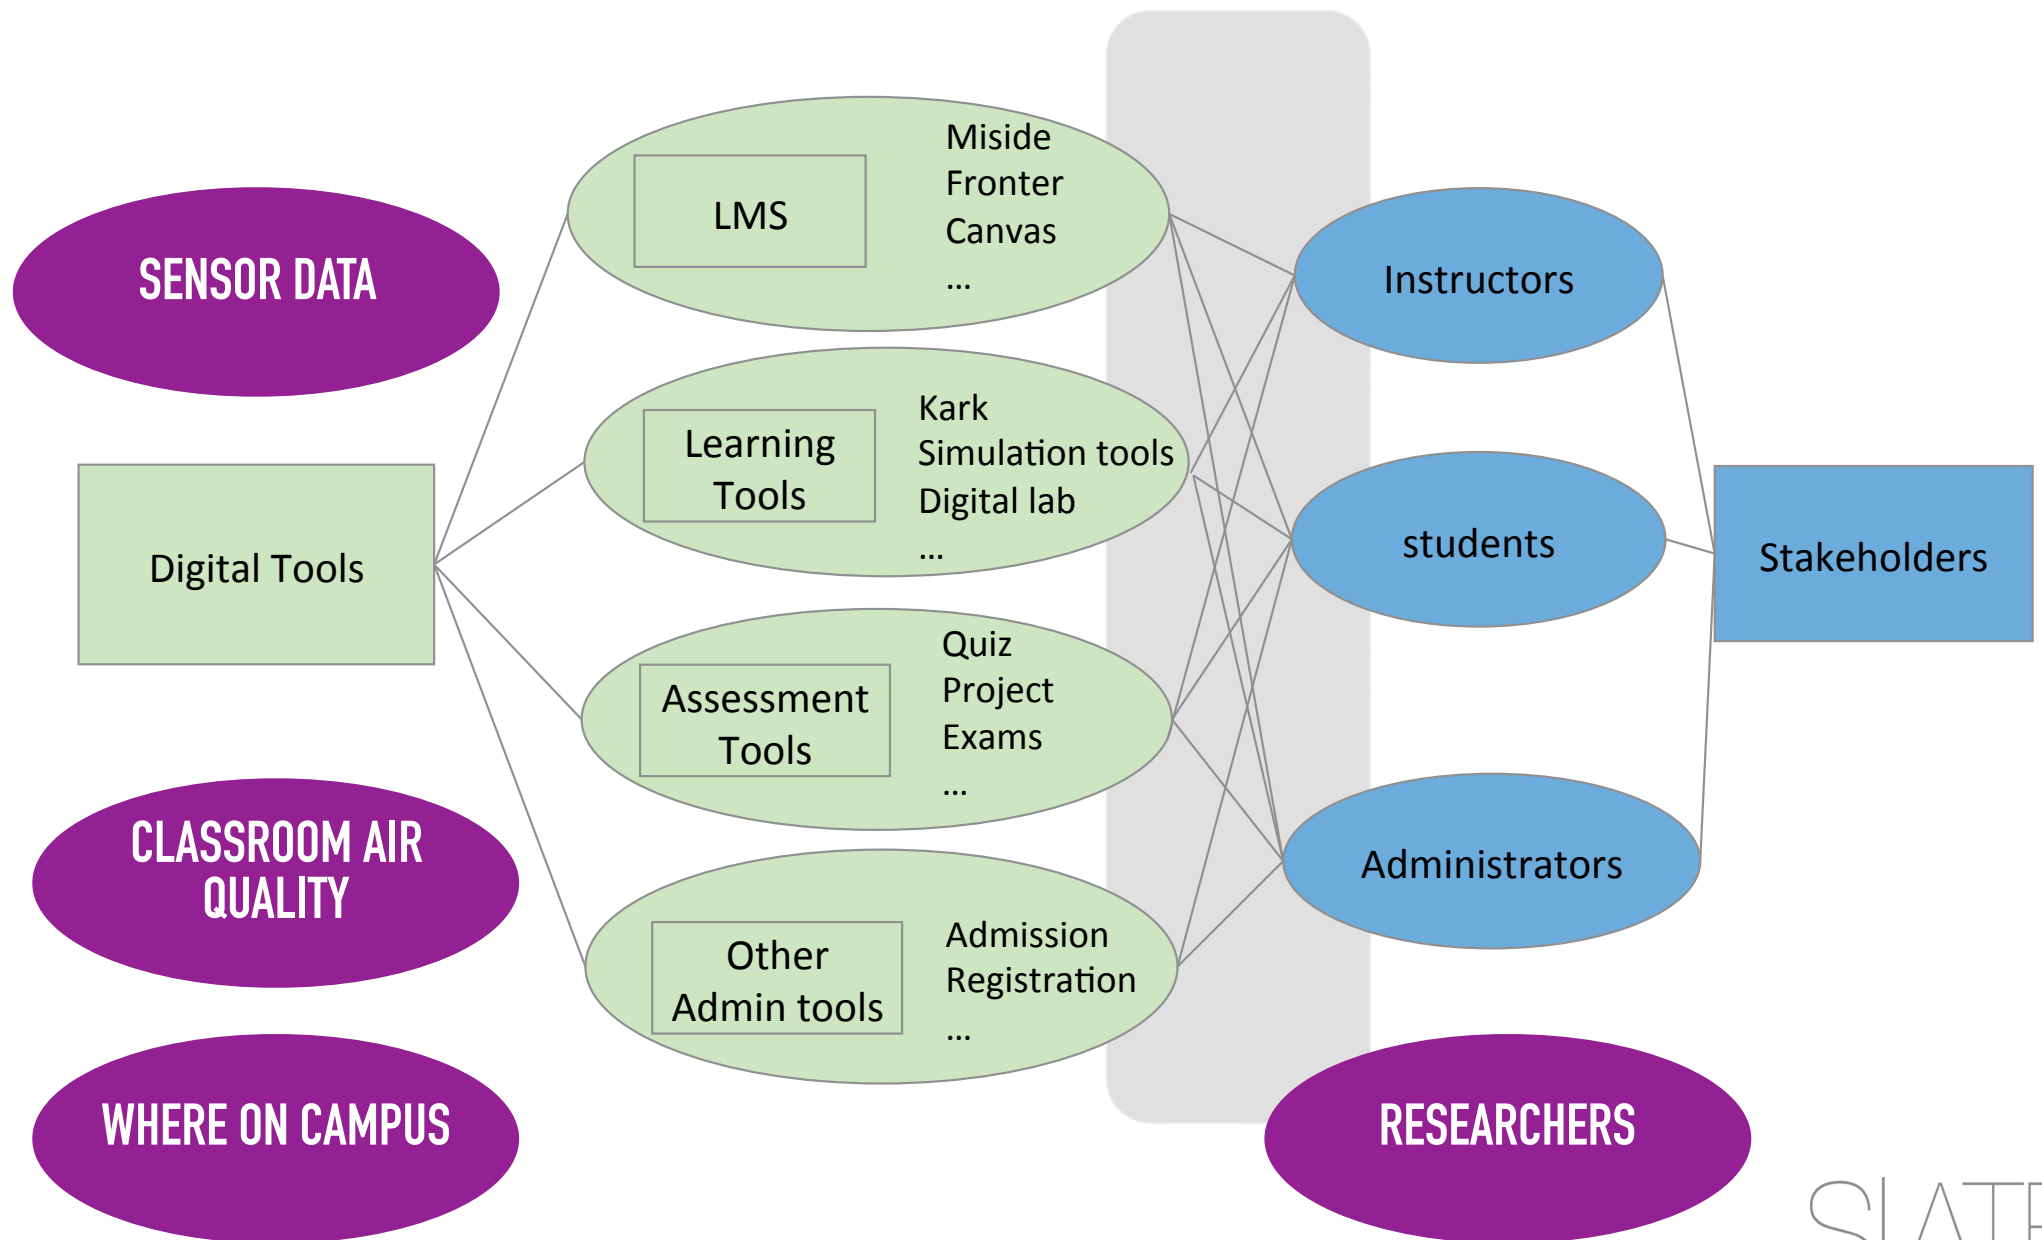 SENSOR DATA
Digital Tools
CLASSROOM AIR
QUALITY
WHERE ON CAMPUS
LMS
Miside
Fronter
Canvas
...
Learning
Tools
Kark
Simulation tools
Digital lab
...
Assessment
Tools
Quiz
Project
Exams
...
Other
Admin tools
Admission
Registration
...
Instructors
students
Administrators
RESEARCHERS
Stakeholders